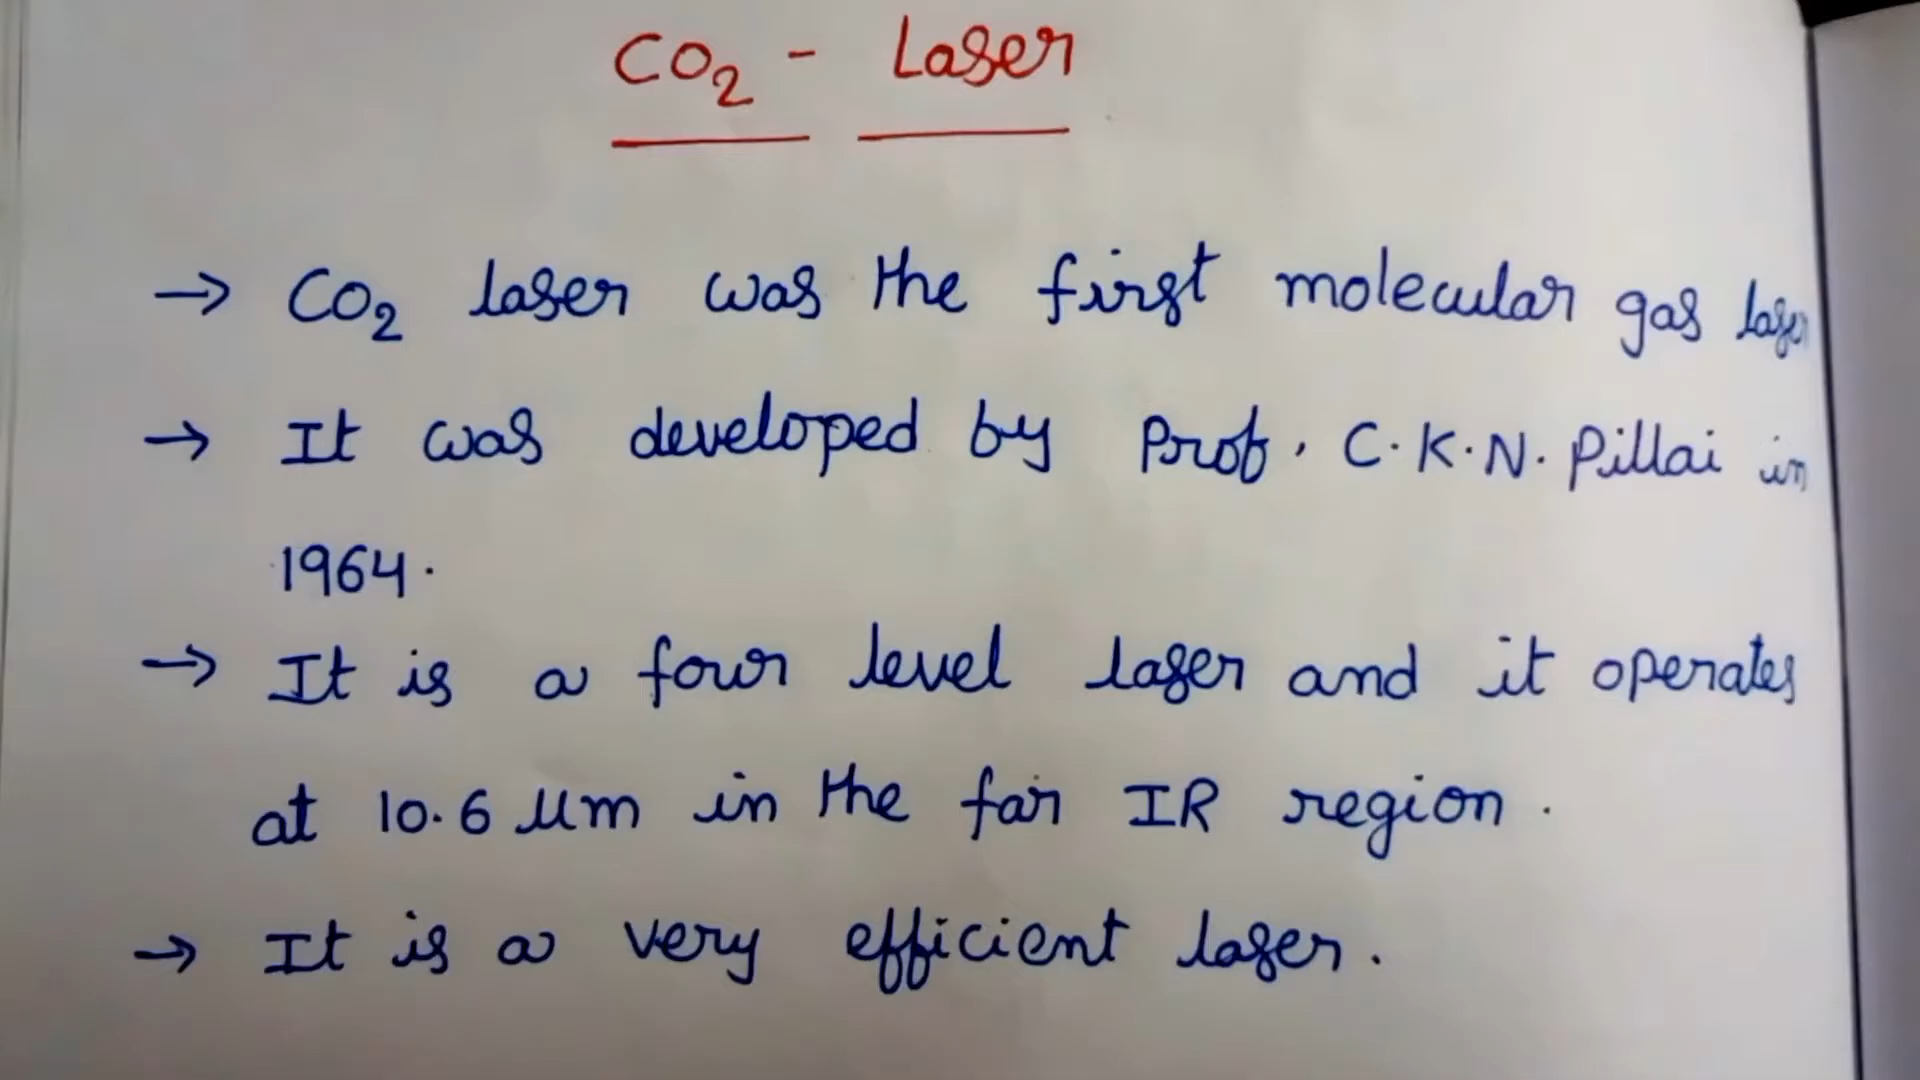 CO₂ - Laser
→ CO₂ laser was the first molecular gas laser
→ It was developed by Prof. C.K.N. Pillai in
1964.
→ It is a four level laser and it operates
at 10.6 μm in the far IR region.
→ It is a very efficient laser.